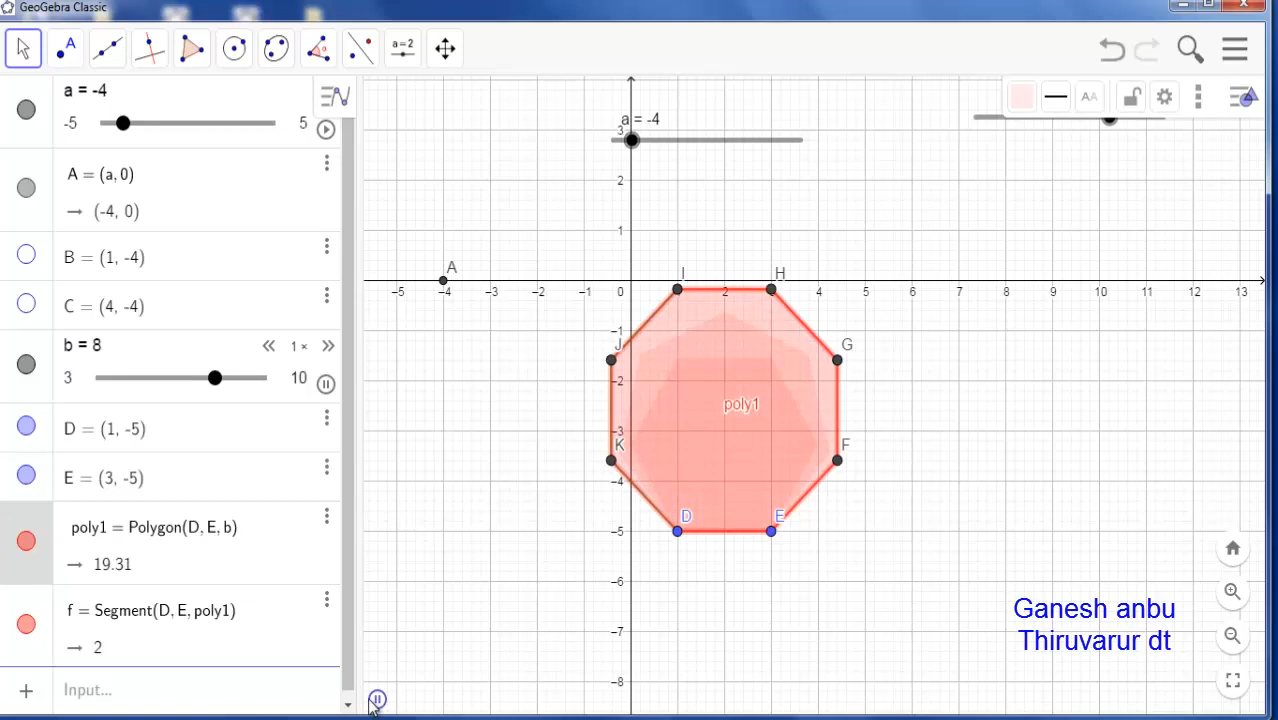 GeoGebra Classic
A
a=2
a = -4
-5
5
A = (a, 0)
→ (-4, 0)
B = (1, -4)
C = (4, -4)
b = 8
1 ×
3
10
D = (1, -5)
E = (3, -5)
poly1 = Polygon(D, E, b)
→ 19.31
f = Segment(D, E, poly1)
→ 2
+ Input...
AA
a = -4
3
2
1
A
I
H
-5 -4 -3 -2 -1 0 2 4 5 6 7 8 9 10 11 12 13
-1
J
G
-2
poly1
-3
K
F
-4
D
E
-5
-6
-7
-8
Ganesh anbu
Thiruvarur dt